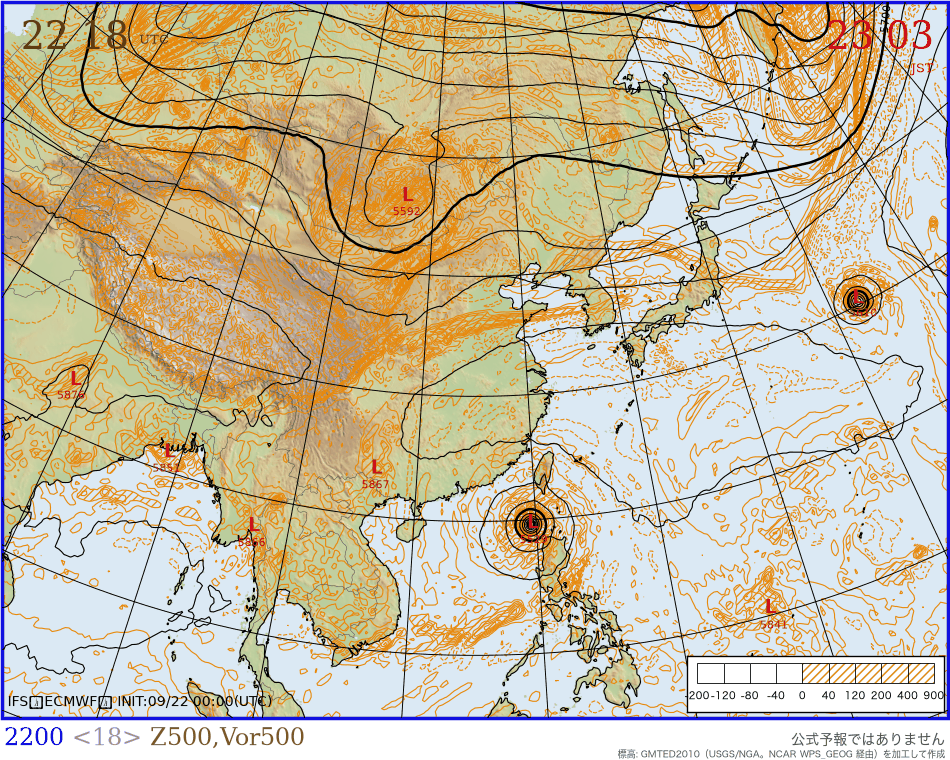 22 18 UTC
23 03
JST
5700
L
5592
L
L
L
5851
L
5867
L
5866
L
L
5841
-200 -120 -80 -40 0 40 120 200 400 900
IFS ECMWF INIT:09/22 00:00(UTC)
2200 <18> Z500,Vor500
公式予報ではありません
標高: GMTED2010（USGS/NGA。NCAR WPS_GEOG 経由）を加工して作成